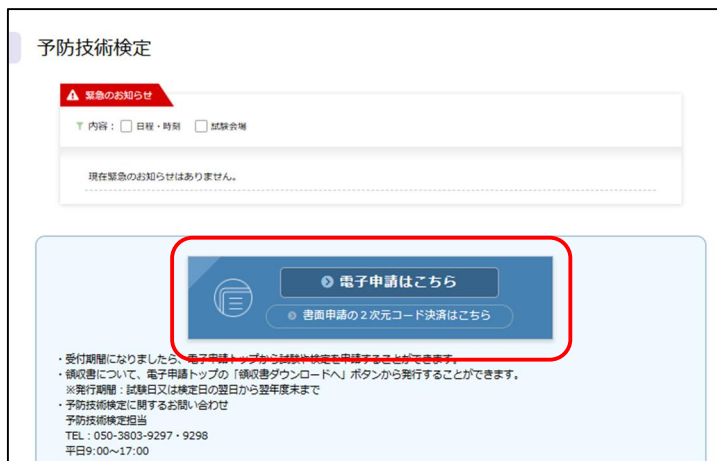 予防技術検定
緊急のお知らせ
内容： 日程・時刻 試験会場
現在緊急のお知らせはありません。
電子申請はこちら
書面申請の２次元コード決済はこちら
・受付期間になりましたら、電子申請トップから試験や検定を申請することができます。
・領収書について、電子申請トップの「領収書ダウンロードへ」ボタンから発行することができます。
※発行期間：試験日又は検定日の翌日から翌年度末まで
・予防技術検定に関するお問い合わせ
予防技術検定担当
TEL：050-3803-9297・9298
平日9:00～17:00